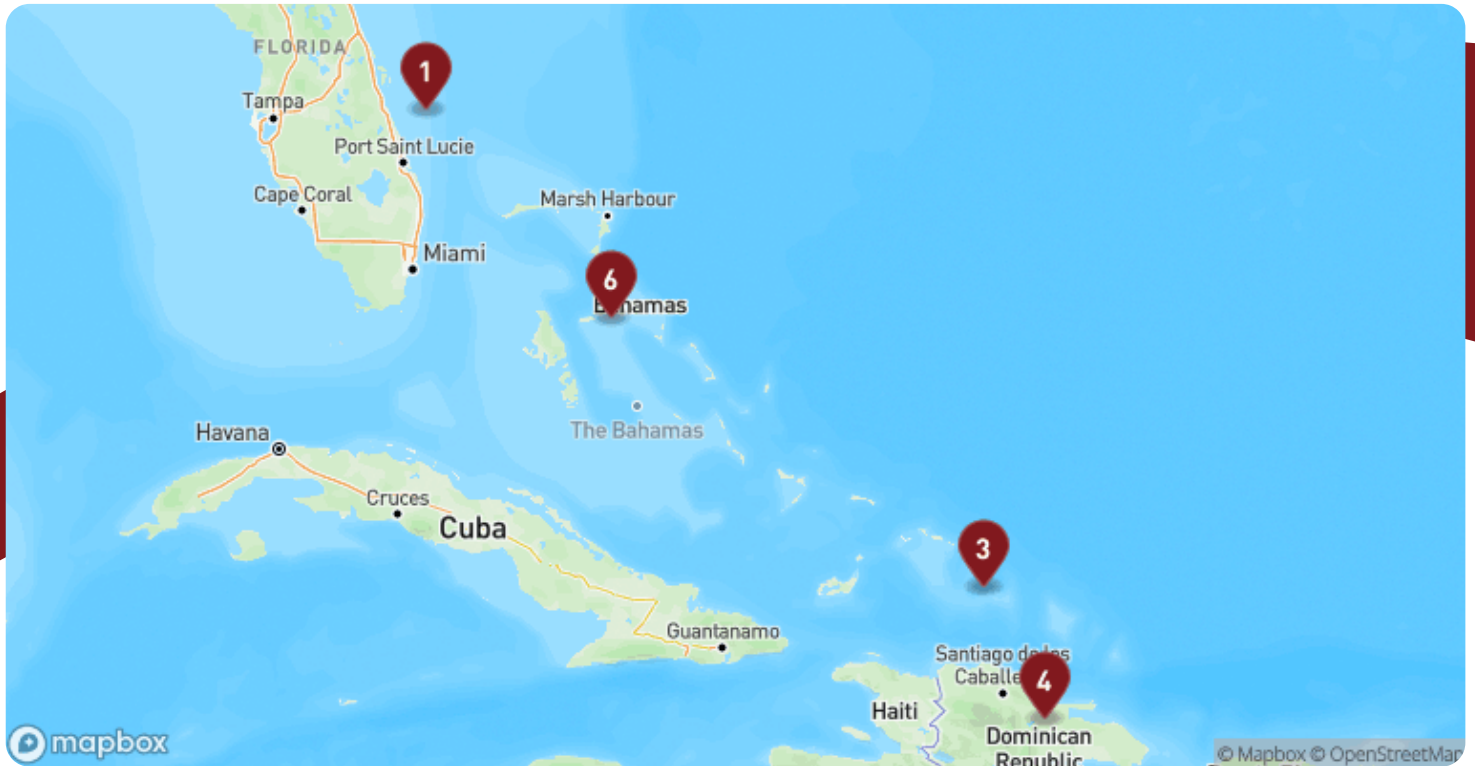 FLORIDA
1
Tampa
Port Saint Lucie
Cape Coral
Marsh Harbour
Miami
6
Bahamas
Havana
The Bahamas
Cruces
Cuba
3
Guantanamo
Santiago de los
Caballe
4
Haiti
Dominican
Republic
mapbox
© Mapbox © OpenStreetMap